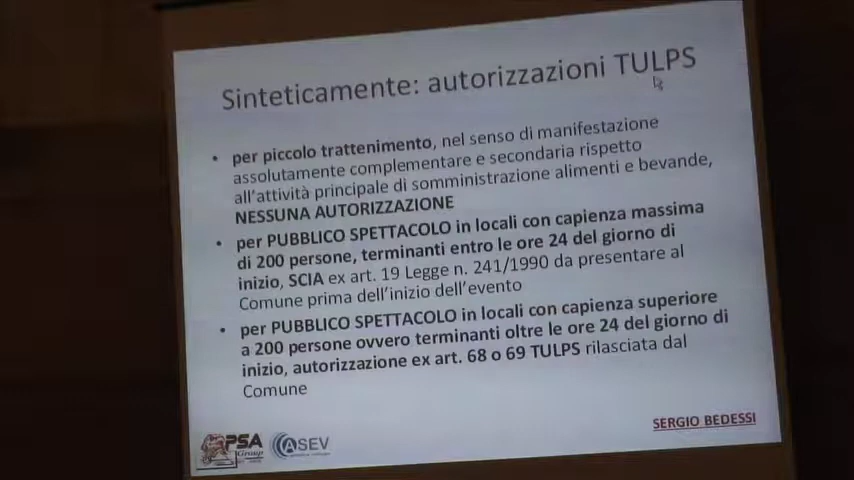 Sinteticamente: autorizzazioni TULPS
• per piccolo trattenimento, nel senso di manifestazione
assolutamente complementare e secondaria rispetto
all'attività principale di somministrazione alimenti e bevande,
NESSUNA AUTORIZZAZIONE
• per PUBBLICO SPETTACOLO in locali con capienza massima
di 200 persone, terminanti entro le ore 24 del giorno di
inizio, SCIA ex art. 19 Legge n. 241/1990 da presentare al
Comune prima dell'inizio dell'evento
• per PUBBLICO SPETTACOLO in locali con capienza superiore
a 200 persone ovvero terminanti oltre le ore 24 del giorno di
inizio, autorizzazione ex art. 68 o 69 TULPS rilasciata dal
Comune
SERGIO BEDESSI
PSA
Group
ASEV